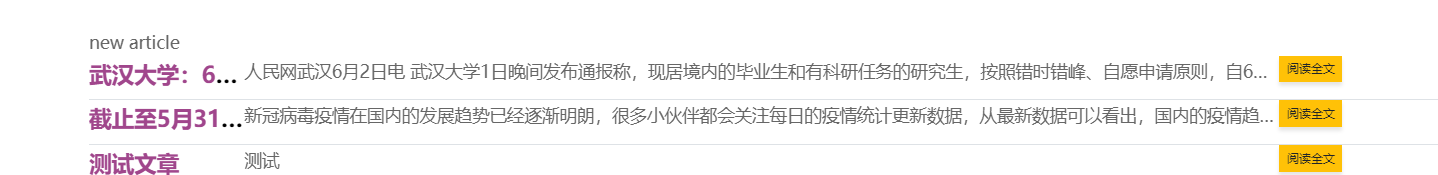 new article
武汉大学：6... 人民网武汉6月2日电 武汉大学1日晚间发布通报称，现居境内的毕业生和有科研任务的研究生，按照错时错峰、自愿申请原则，自6... 阅读全文
截止至5月31... 新冠病毒疫情在国内的发展趋势已经逐渐明朗，很多小伙伴都会关注每日的疫情统计更新数据，从最新数据可以看出，国内的疫情趋... 阅读全文
测试文章 测试 阅读全文